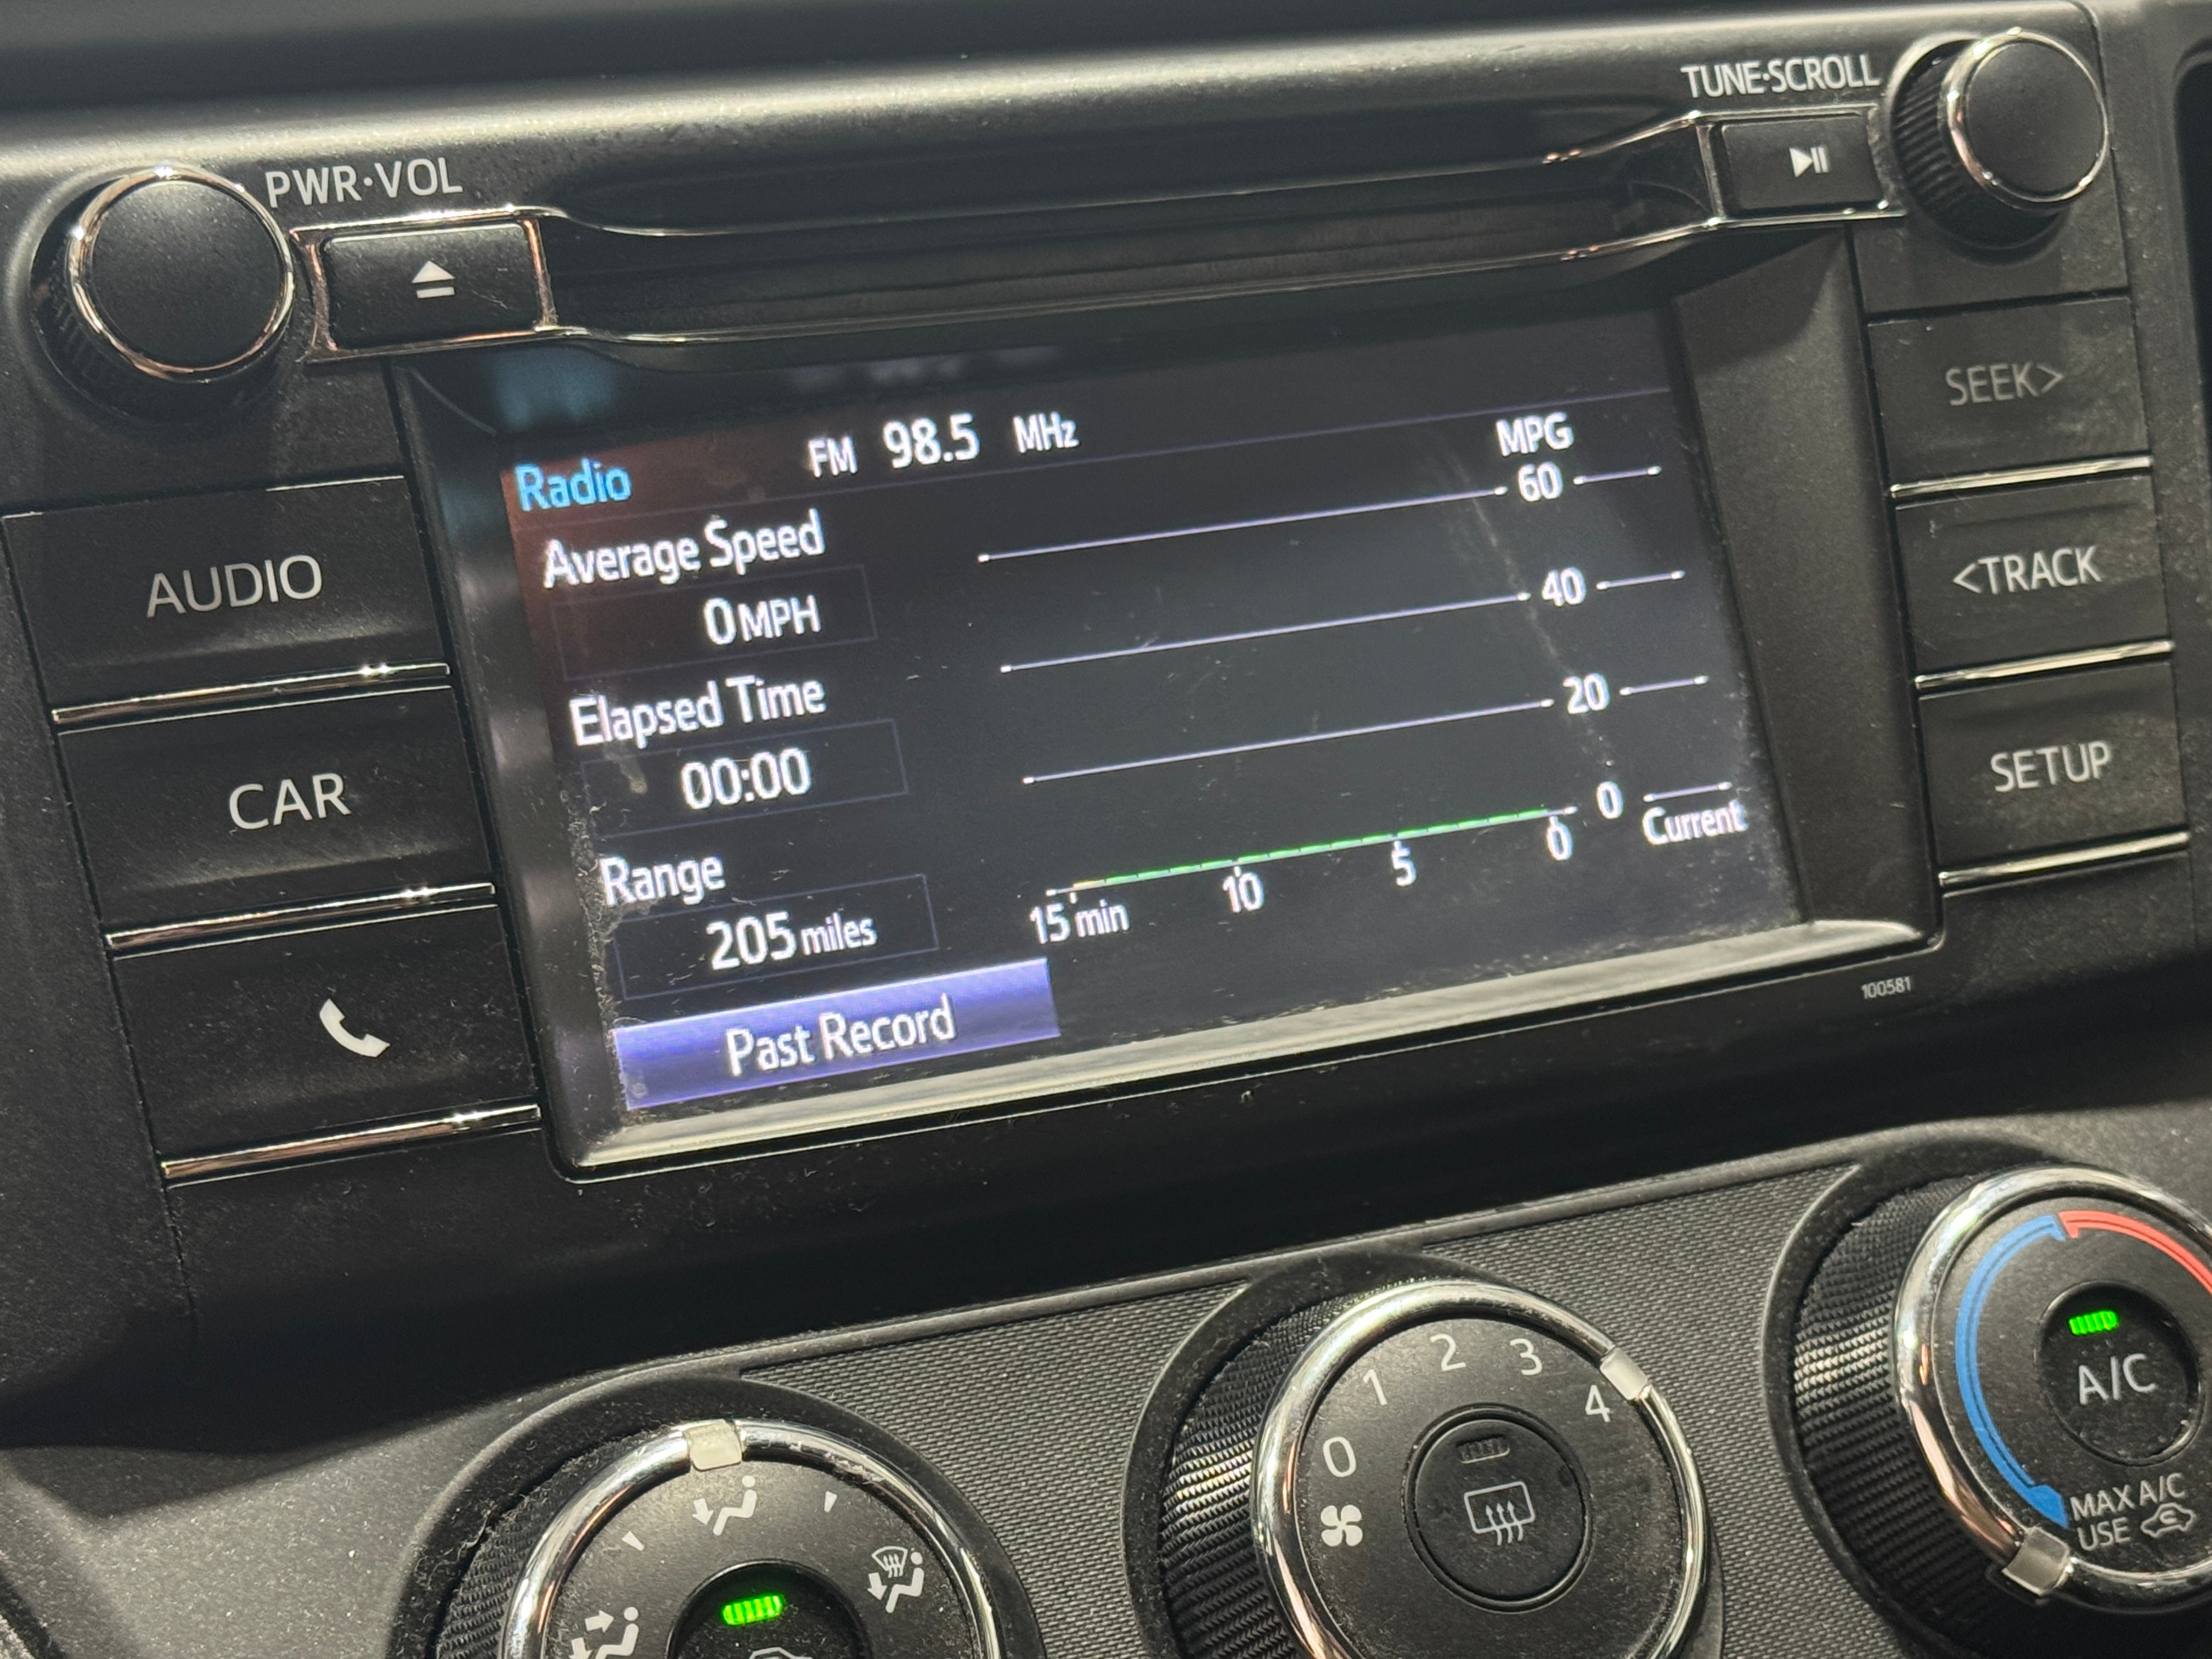 TUNE·SCROLL
PWR·VOL
SEEK>
Radio FM 98.5 MHz
MPG
60
40
20
0
Average Speed
0 MPH
Elapsed Time
00:00
Range
205 miles
15 min 10 5 0 Current
Past Record
AUDIO
CAR
<TRACK
SETUP
100581
0 1 2 3 4
A/C
MAX A/C
USE